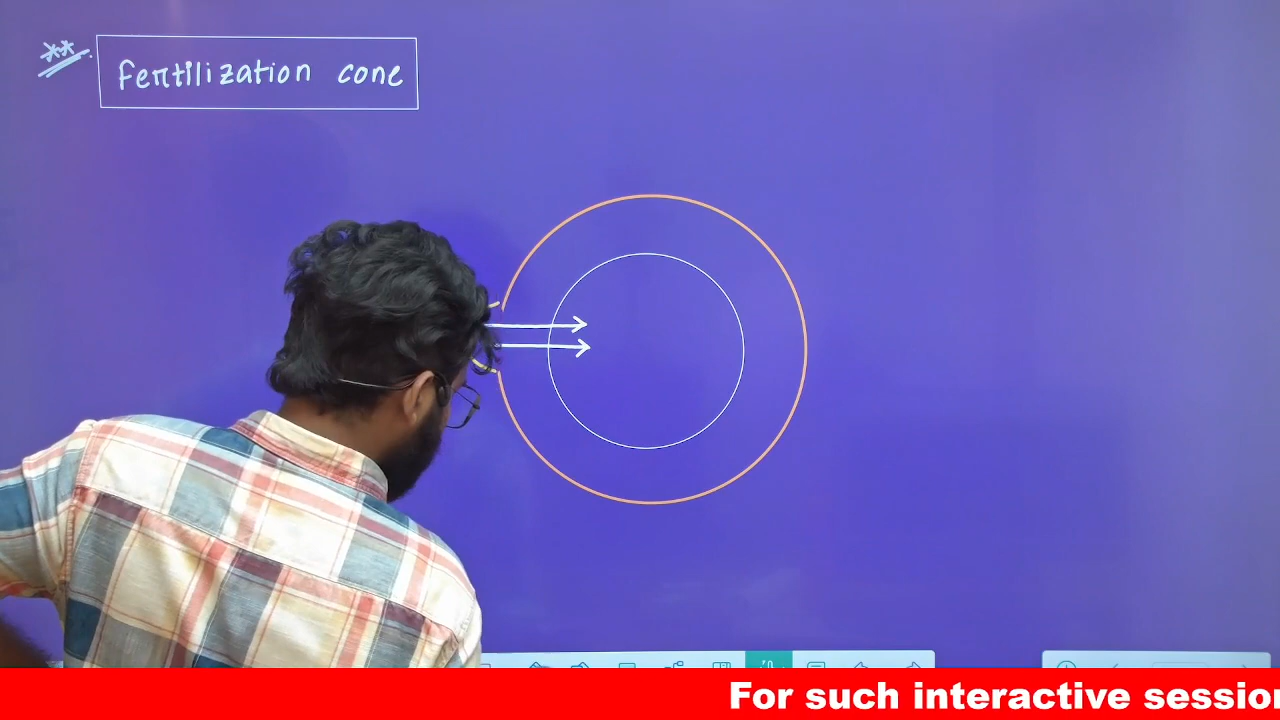 ** Fertilization cone
For such interactive sessio